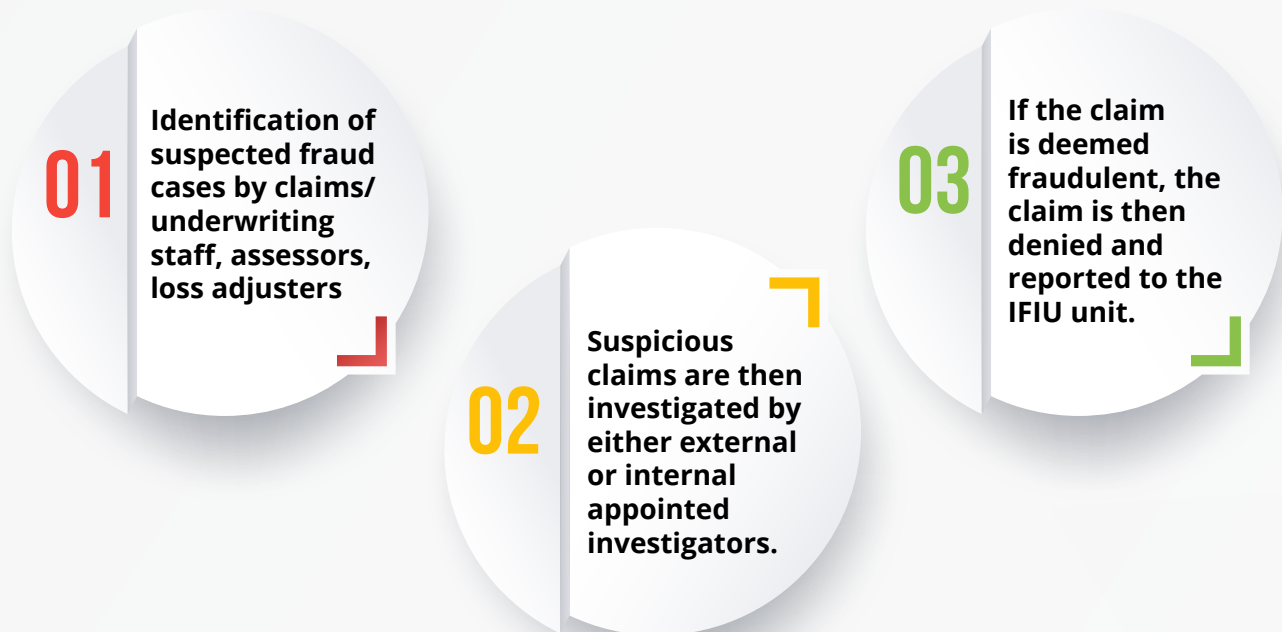 01
Identification of
suspected fraud
cases by claims/
underwriting
staff, assessors,
loss adjusters
02
Suspicious
claims are then
investigated by
either external
or internal
appointed
investigators.
03
If the claim
is deemed
fraudulent, the
claim is then
denied and
reported to the
IFIU unit.